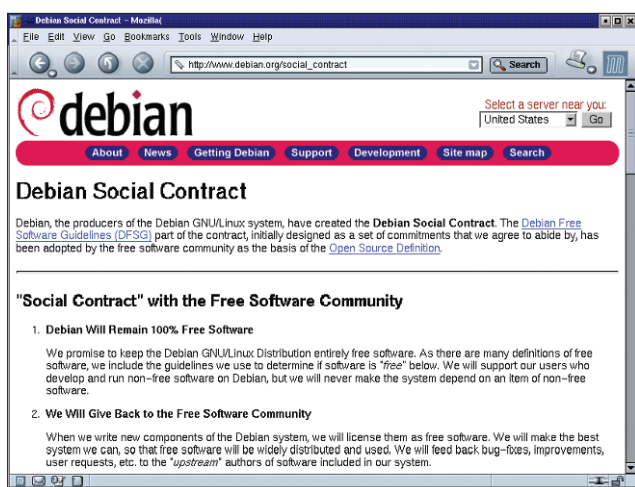 Debian Social Contract - Mozilla(
File Edit View Go Bookmarks Tools Window Help
http://www.debian.org/social_contract Search
debian
Select a server near you:
United States Go
About News Getting Debian Support Development Site map Search
Debian Social Contract
Debian, the producers of the Debian GNU/Linux system, have created the Debian Social Contract. The Debian Free
Software Guidelines (DFSG) part of the contract, initially designed as a set of commitments that we agree to abide by, has
been adopted by the free software community as the basis of the Open Source Definition.
"Social Contract" with the Free Software Community
1. Debian Will Remain 100% Free Software
We promise to keep the Debian GNU/Linux Distribution entirely free software. As there are many definitions of free
software, we include the guidelines we use to determine if software is "free" below. We will support our users who
develop and run non-free software on Debian, but we will never make the system depend on an item of non-free
software.
2. We Will Give Back to the Free Software Community
When we write new components of the Debian system, we will license them as free software. We will make the best
system we can, so that free software will be widely distributed and used. We will feed back bug-fixes, improvements,
user requests, etc. to the "upstream" authors of software included in our system.